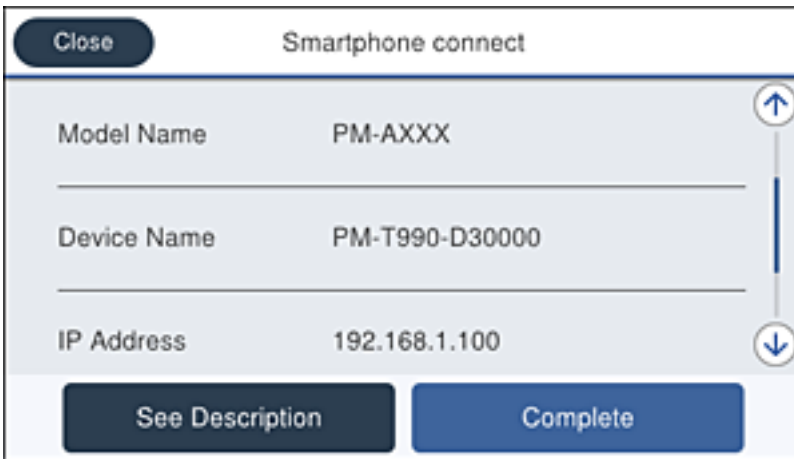 Close Smartphone connect
Model Name PM-AXXX
Device Name PM-T990-D30000
IP Address 192.168.1.100
See Description Complete